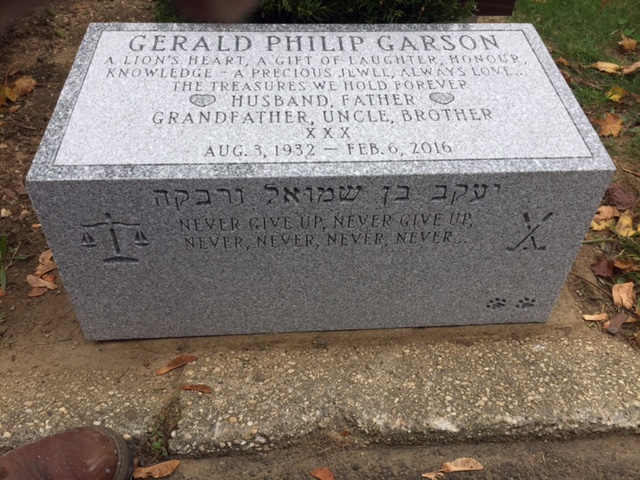 GERALD PHILIP GARSON
A LION'S HEART, A GIFT OF LAUGHTER, HONOUR,
KNOWLEDGE - A PRECIOUS JEWEL, ALWAYS LOVE...
THE TREASURES WE HOLD FOREVER
HUSBAND, FATHER
GRANDFATHER, UNCLE, BROTHER
XXX
AUG. 3, 1932 — FEB. 6, 2016
יעקב בן שמואל ורבקה
NEVER GIVE UP, NEVER GIVE UP,
NEVER, NEVER, NEVER, NEVER...